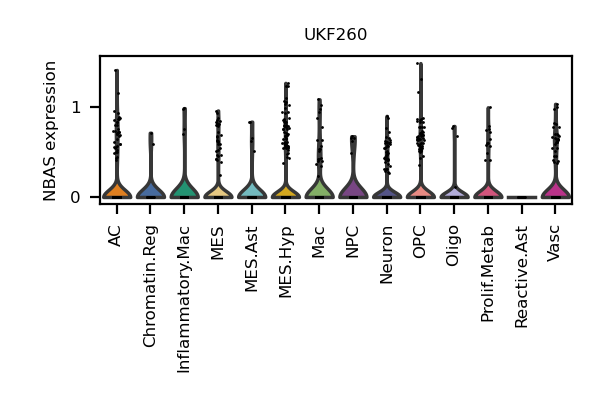 UKF260
NBAS expression
1
0
AC
Chromatin.Reg
Inflammatory.Mac
MES
MES.Ast
MES.Hyp
Mac
NPC
Neuron
OPC
Oligo
Prolif.Metab
Reactive.Ast
Vasc